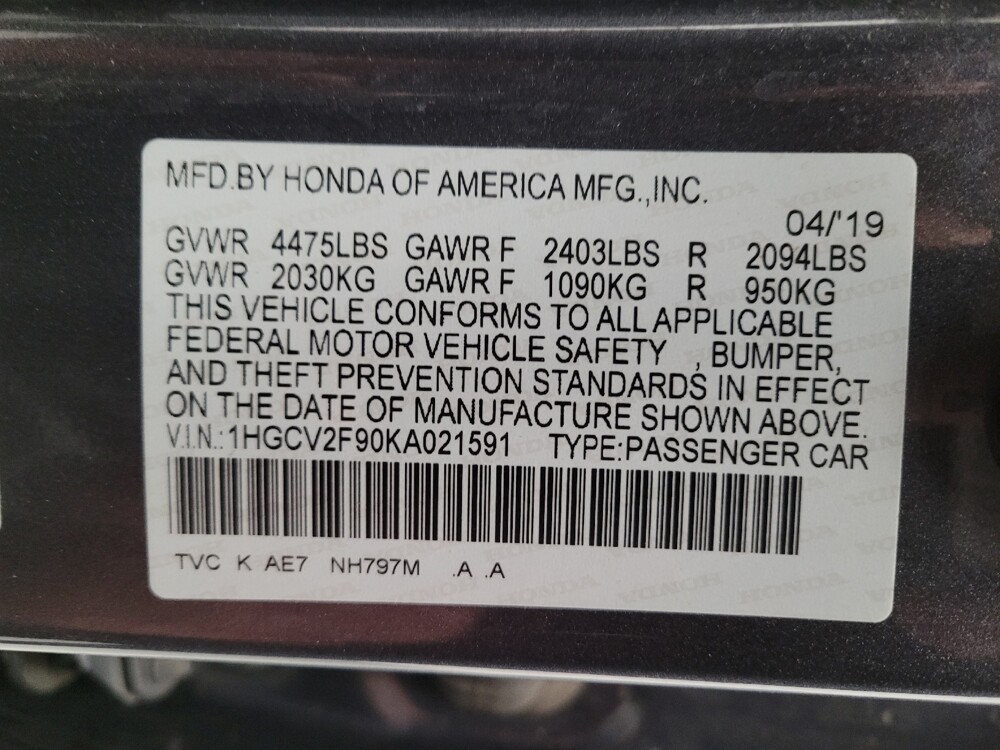 MFD.BY HONDA OF AMERICA MFG.,INC.
04/'19
GVWR 4475LBS GAWR F 2403LBS R 2094LBS
GVWR 2030KG GAWR F 1090KG R 950KG
THIS VEHICLE CONFORMS TO ALL APPLICABLE
FEDERAL MOTOR VEHICLE SAFETY , BUMPER,
AND THEFT PREVENTION STANDARDS IN EFFECT
ON THE DATE OF MANUFACTURE SHOWN ABOVE.
V.I.N.:1HGCV2F90KA021591 TYPE:PASSENGER CAR
TVC K AE7 NH797M .A .A